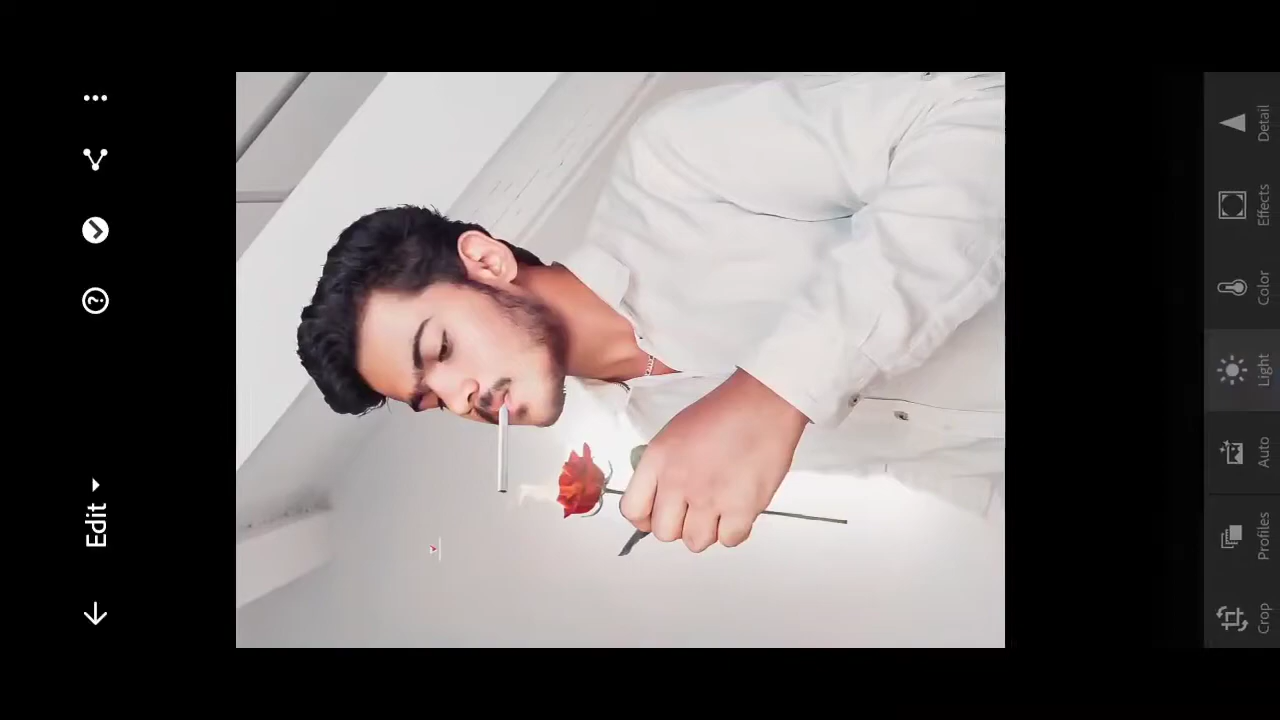 Edit
Crop
Profiles
Auto
Light
Color
Effects
Detail